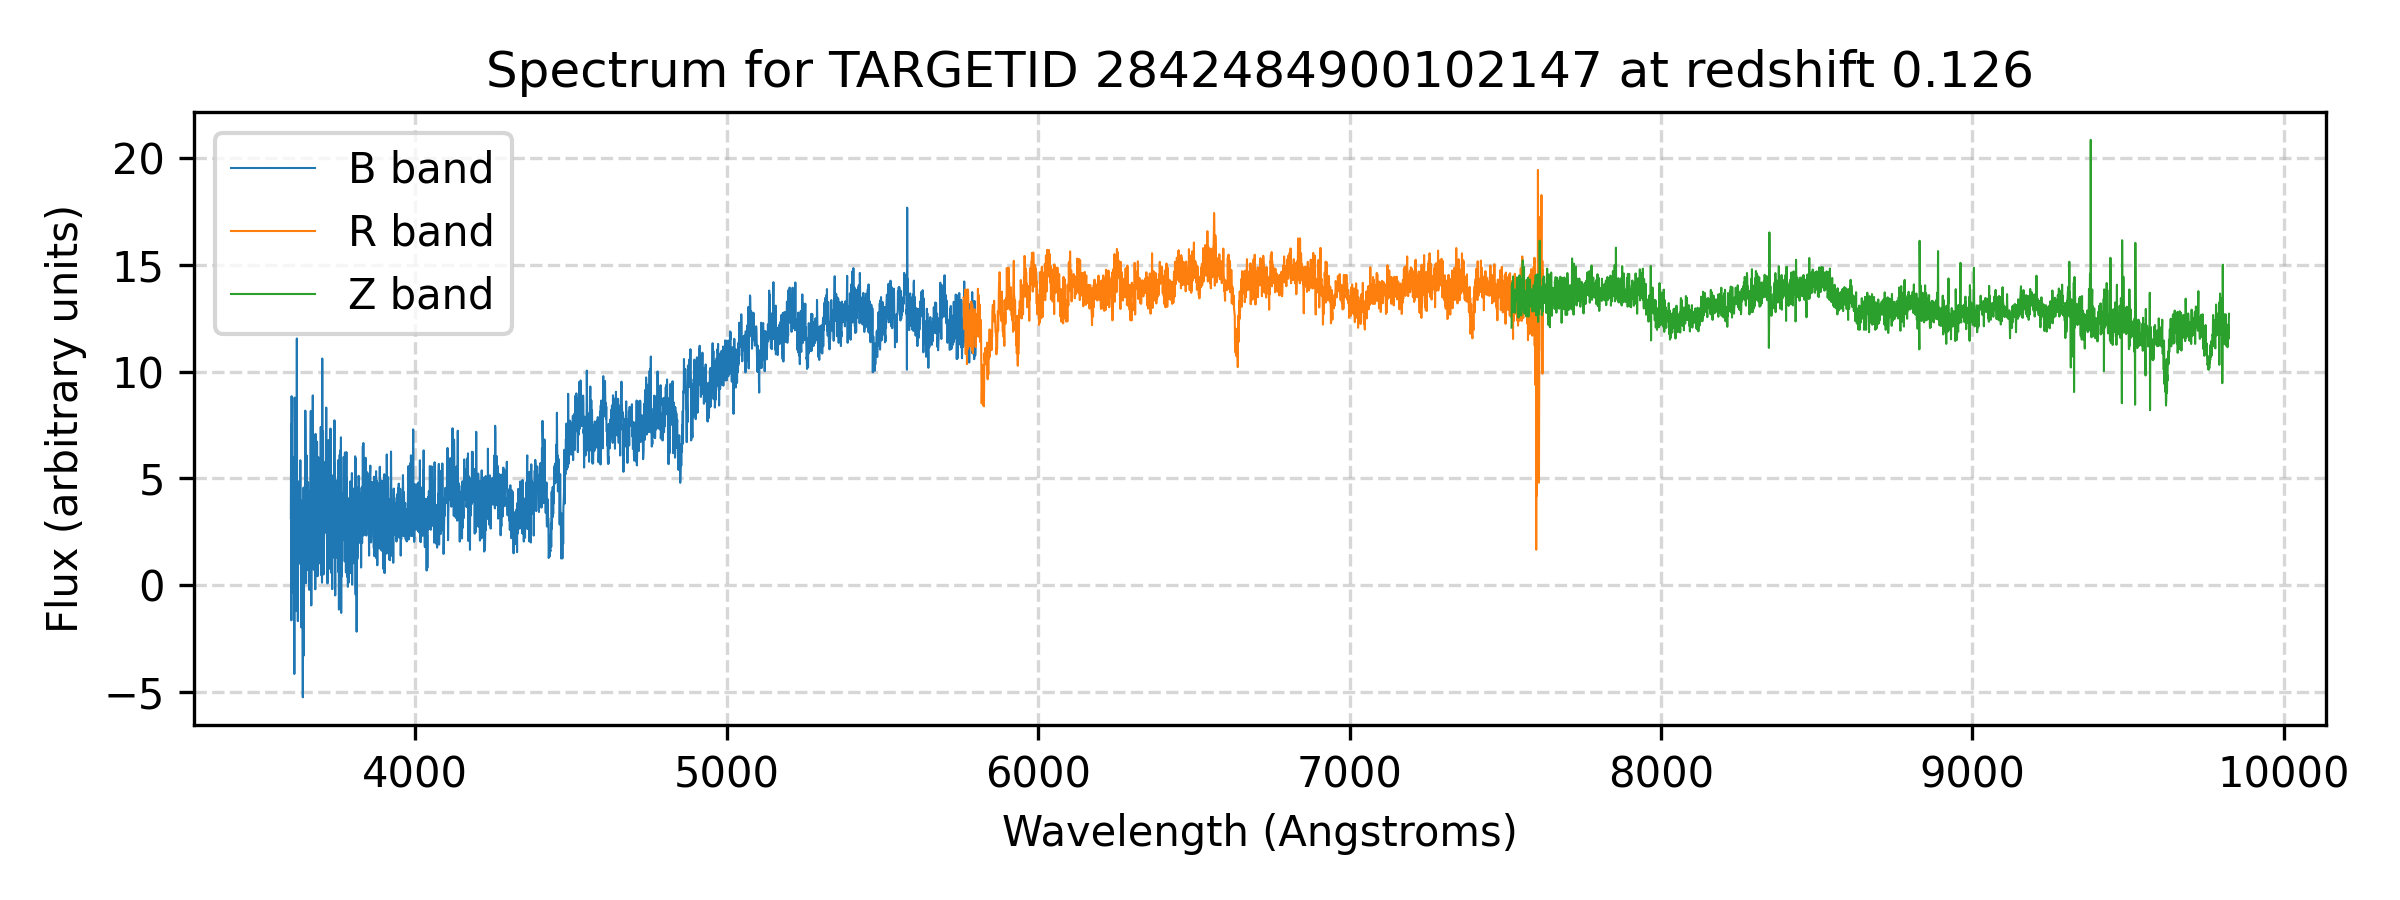 Spectrum for TARGETID 2842484900102147 at redshift 0.126
B band
R band
Z band
20
15
10
5
0
−5
Flux (arbitrary units)
4000 5000 6000 7000 8000 9000 10000
Wavelength (Angstroms)